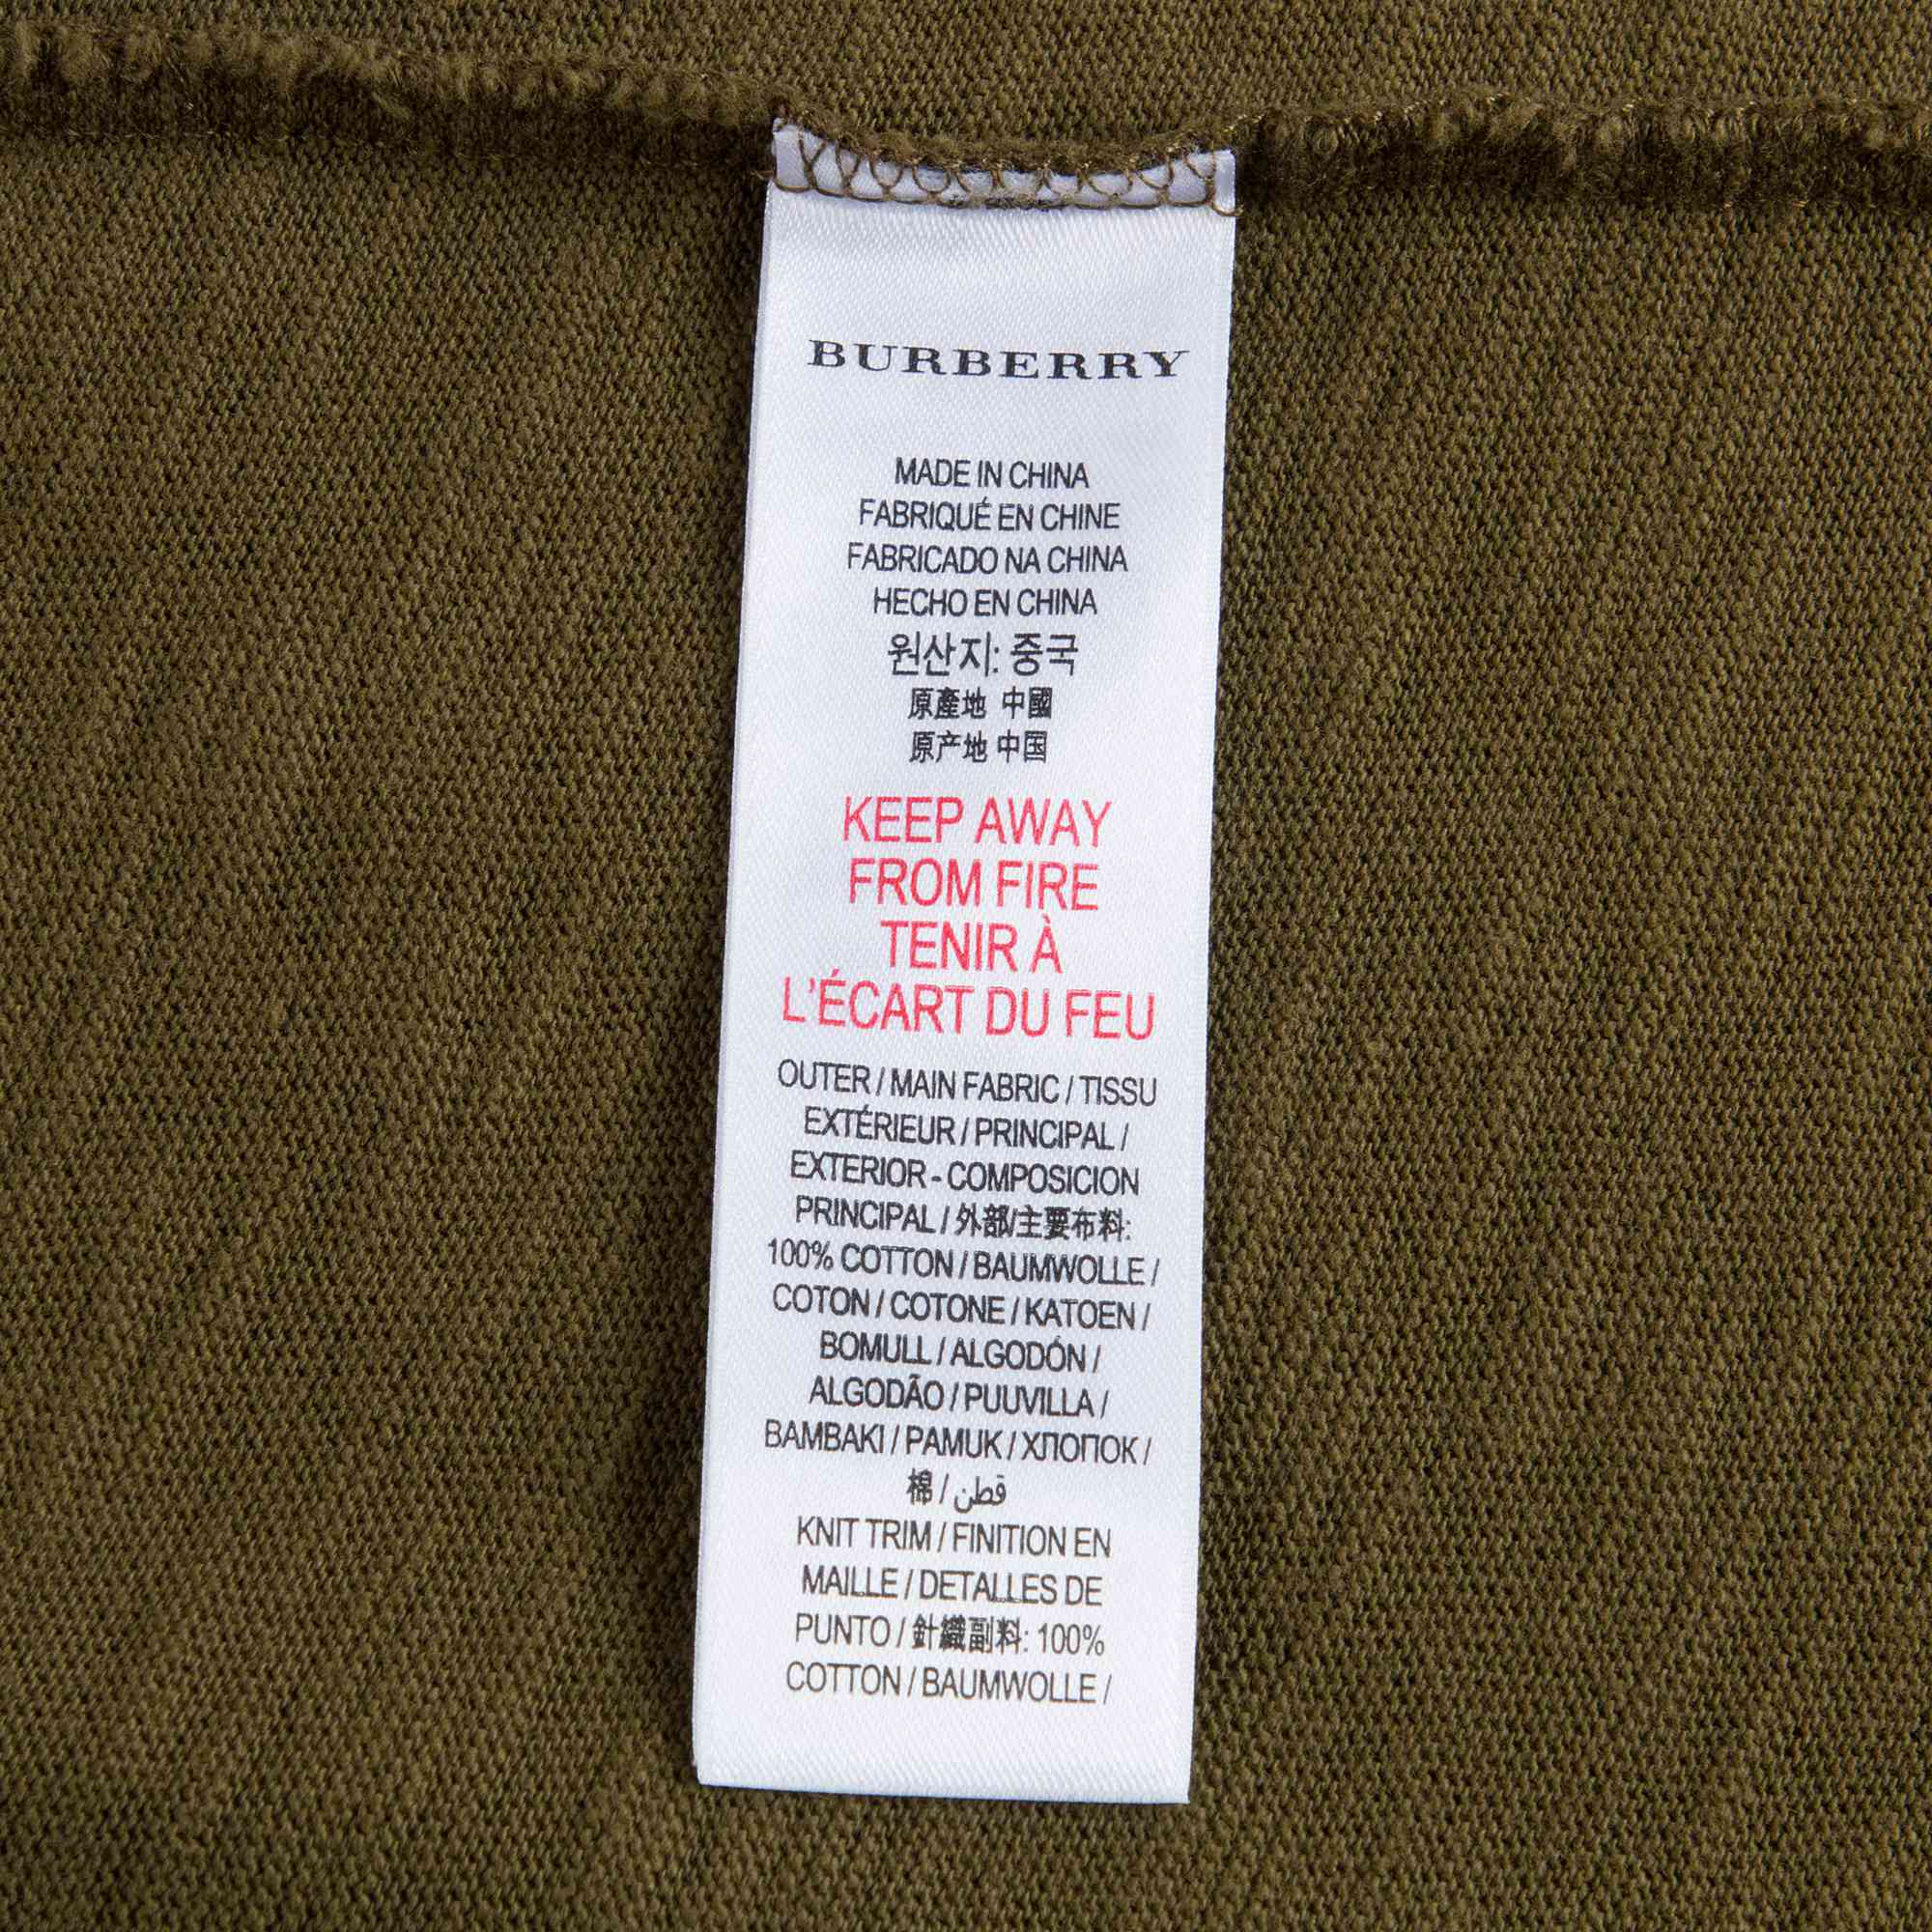 BURBERRY
MADE IN CHINA
FABRIQUÉ EN CHINE
FABRICADO NA CHINA
HECHO EN CHINA
원산지: 중국
原產地 中國
原产地 中国
KEEP AWAY
FROM FIRE
TENIR À
L'ÉCART DU FEU
OUTER / MAIN FABRIC / TISSU
EXTÉRIEUR / PRINCIPAL /
EXTERIOR - COMPOSICION
PRINCIPAL / 外部/主要布料:
100% COTTON / BAUMWOLLE /
COTON / COTONE / KATOEN /
BOMULL / ALGODÓN /
ALGODÃO / PUUVILLA /
BAMBAKI / PAMUK / ХЛОПОК /
棉 / قطن
KNIT TRIM / FINITION EN
MAILLE / DETALLES DE
PUNTO / 針織副料: 100%
COTTON / BAUMWOLLE /